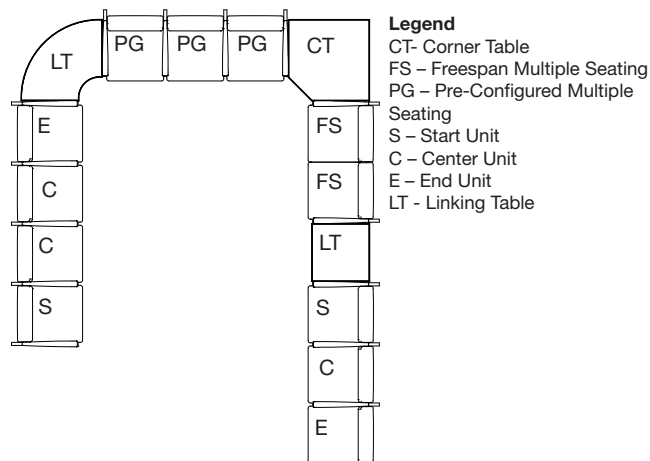 LT
PG PG PG
CT
E
C
C
S
FS
FS
LT
S
C
E
Legend
CT- Corner Table
FS – Freespan Multiple Seating
PG – Pre-Configured Multiple
Seating
S – Start Unit
C – Center Unit
E – End Unit
LT - Linking Table